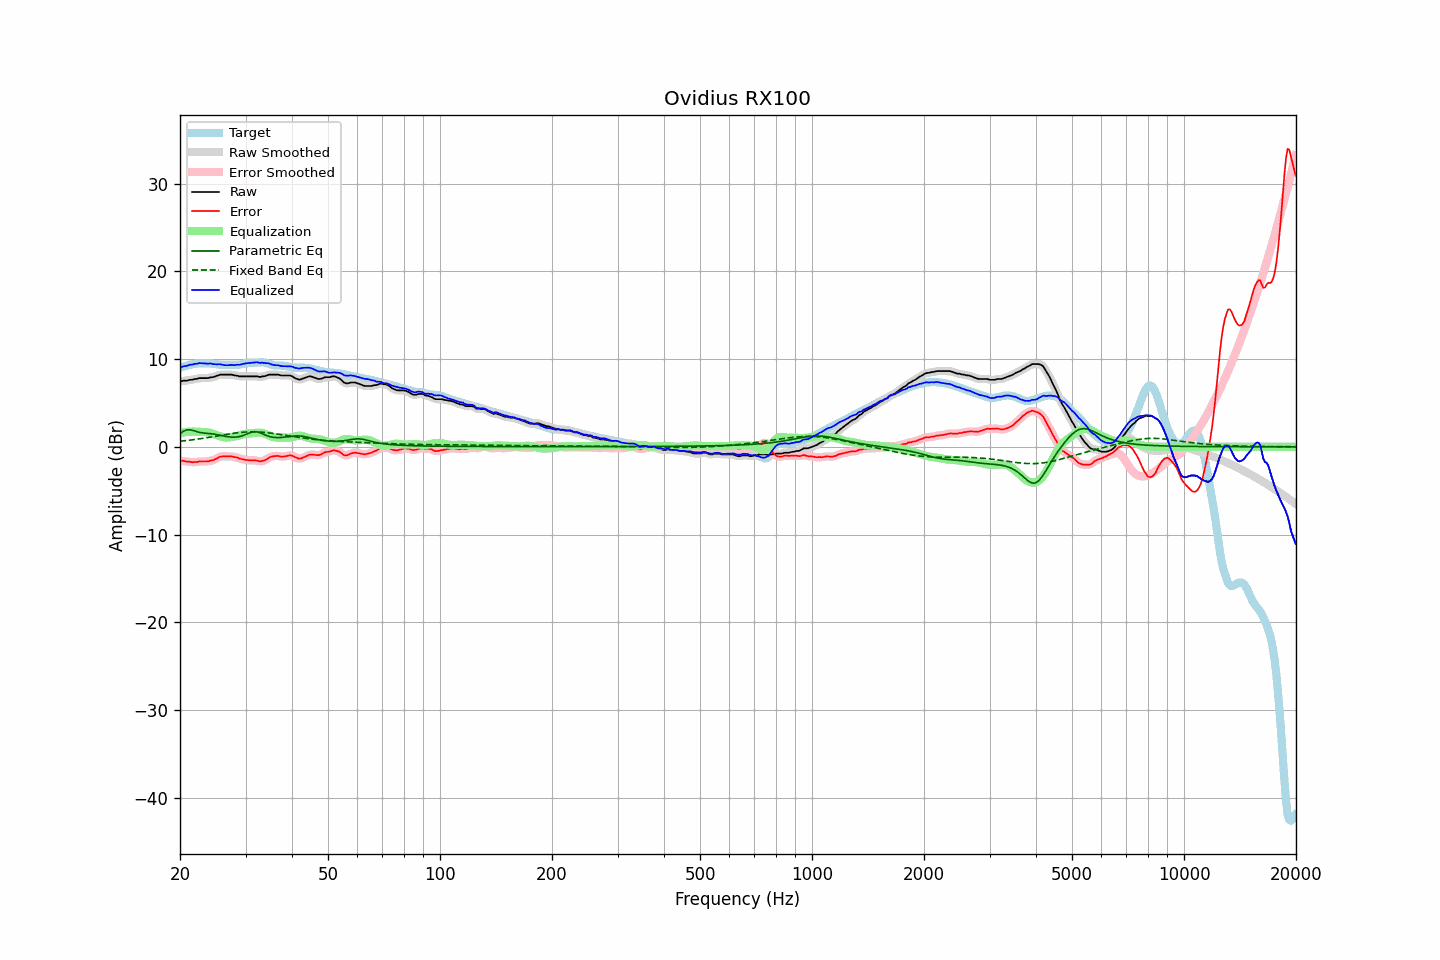 Ovidius RX100
Target
Raw Smoothed
Error Smoothed
Raw
Error
Equalization
Parametric Eq
Fixed Band Eq
Equalized
30
20
10
0
−10
−20
−30
−40
Amplitude (dBr)
20 50 100 200 500 1000 2000 5000 10000 20000
Frequency (Hz)